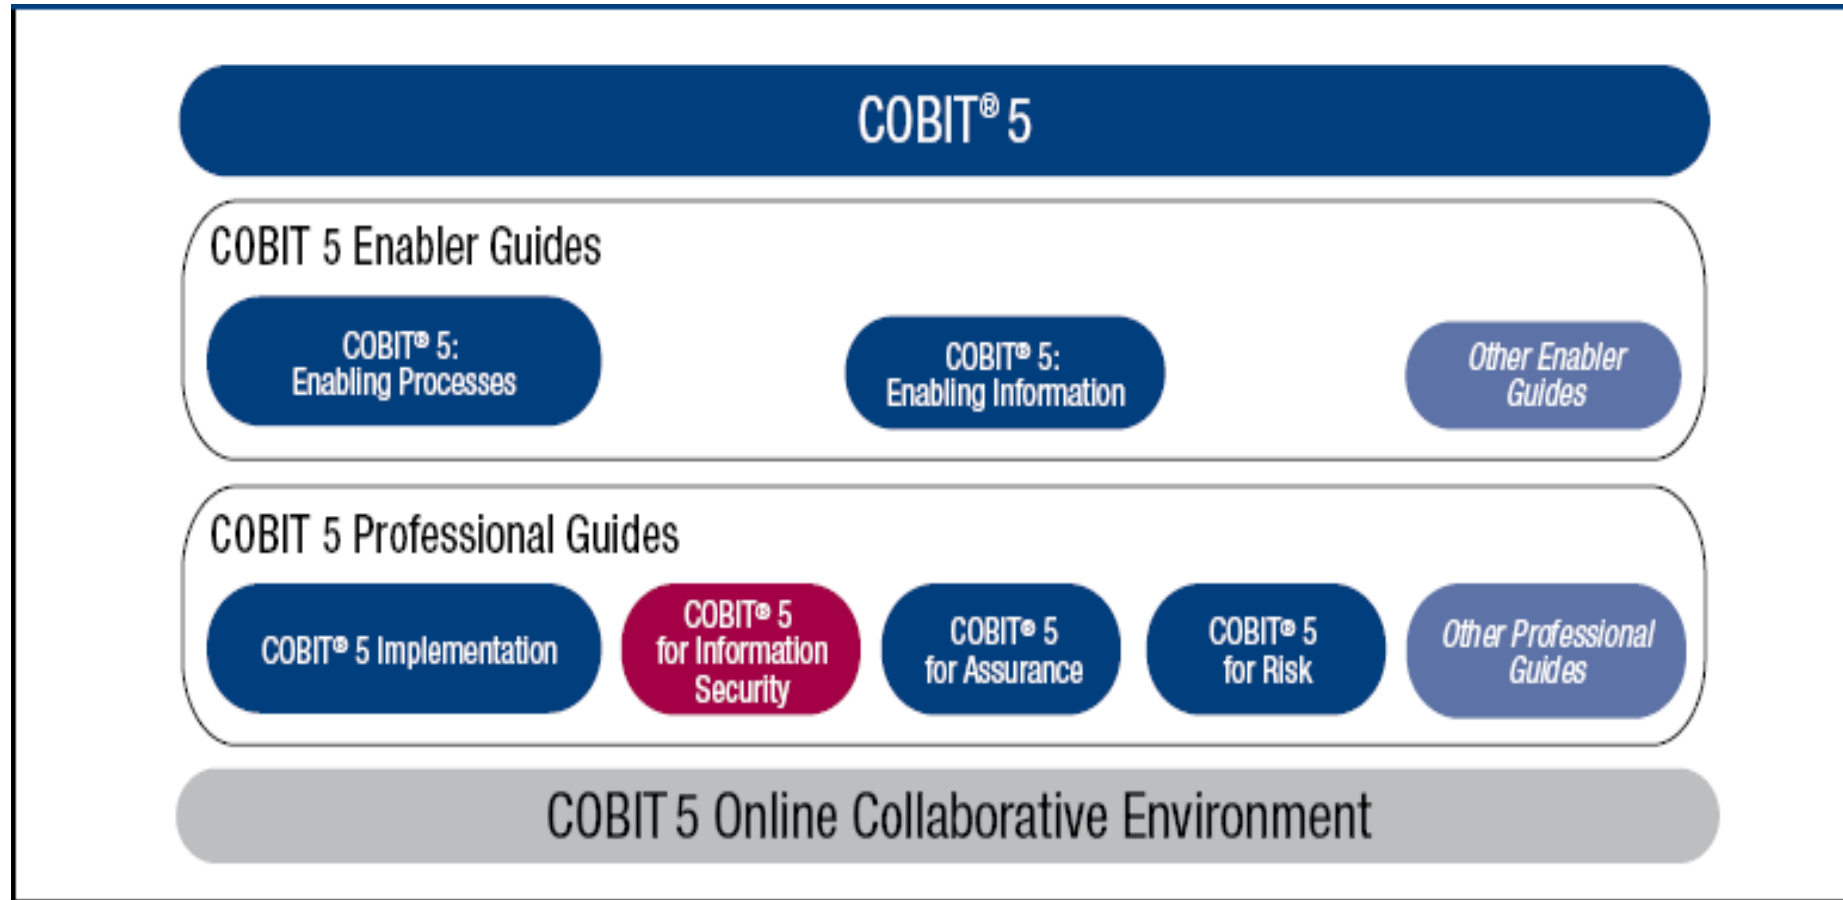 COBIT® 5
COBIT 5 Enabler Guides
COBIT® 5:
Enabling Processes
COBIT® 5:
Enabling Information
Other Enabler
Guides
COBIT 5 Professional Guides
COBIT® 5 Implementation
COBIT® 5
for Information
Security
COBIT® 5
for Assurance
COBIT® 5
for Risk
Other Professional
Guides
COBIT 5 Online Collaborative Environment